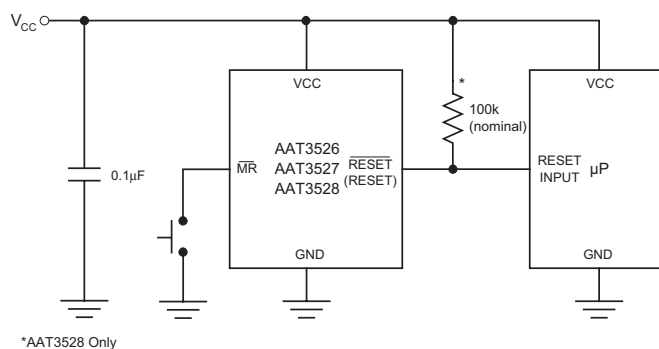 VCC
VCC
*
100k
(nominal)
VCC
0.1µF
MR
AAT3526
AAT3527
AAT3528
RESET
(RESET)
RESET
INPUT
µP
GND
GND
*AAT3528 Only